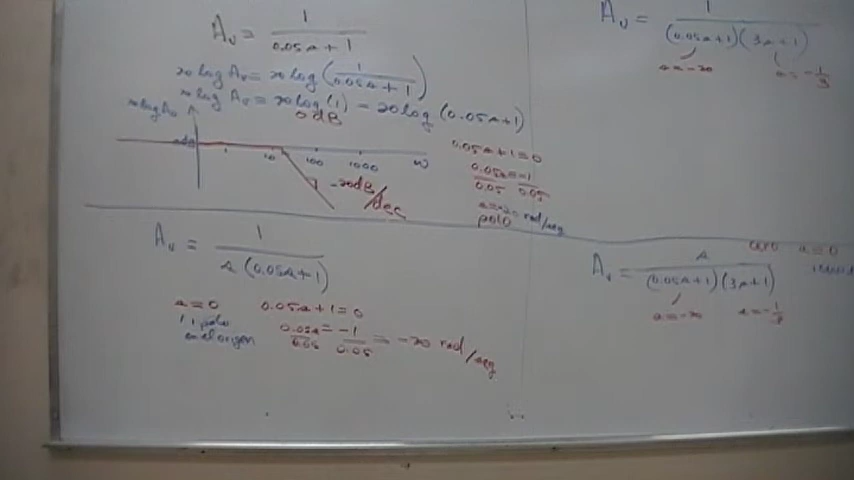 Av = 1 / (0.05s + 1)
20 log Av = 20 log (1 / (0.05s + 1))
20 log Av = 20 log (1) - 20 log (0.05s + 1)
0 dB
20 log Av
0dB
10 100 1000 w
-20dB/dec
0.05s + 1 = 0
0.05s / 0.05 = -1 / 0.05
s = -20 rad/seg
polo
Av = 1 / (s (0.05s + 1))
s = 0 0.05s + 1 = 0
1 polo
en el origen
0.05s / 0.05 = -1 / 0.05 = -20 rad/seg
Av = 1 / ((0.05s + 1)(3s + 1))
s = -20 s = -1/3
cero s = 0
Av = s / ((0.05s + 1)(3s + 1))
s = -20 s = -1/3